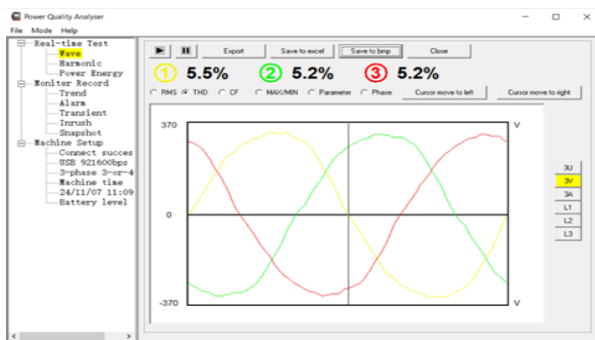 Power Quality Analyser
File Mode Help
Real-time Test
Wave
Harmonic
Power Energy
Moniter Record
Trend
Alarm
Transient
Inrush
Snapshot
Machine Setup
Connect succes
USB 921600bps
3-phase 3-or-4
Machine time
24/11/07 11:09
Battery level
Export Save to excel Save to bmp Close
1 5.5% 2 5.2% 3 5.2%
RMS THD CF MAX/MIN Parameter Phase Cursor move to left Cursor move to right
370 V
0
-370 V
3U
3V
3A
L1
L2
L3